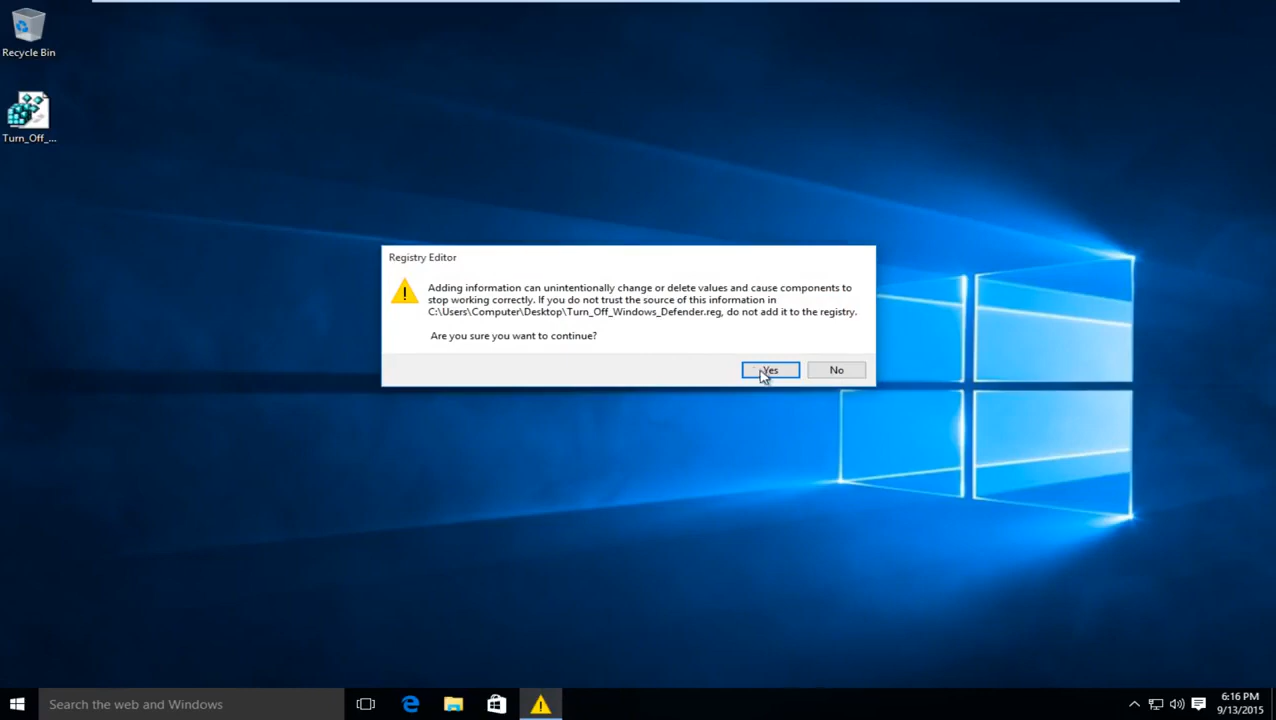 Recycle Bin
Turn_Off_...
Registry Editor
Adding information can unintentionally change or delete values and cause components to
stop working correctly. If you do not trust the source of this information in
C:\Users\Computer\Desktop\Turn_Off_Windows_Defender.reg, do not add it to the registry.
Are you sure you want to continue?
Yes
No
Search the web and Windows
6:16 PM
9/13/2015